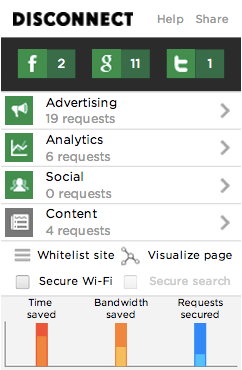 DISCONNECT Help Share
f 2 g 11 t 1
Advertising
19 requests
Analytics
6 requests
Social
0 requests
Content
4 requests
Whitelist site Visualize page
Secure Wi-Fi Secure search
Time saved Bandwidth saved Requests secured